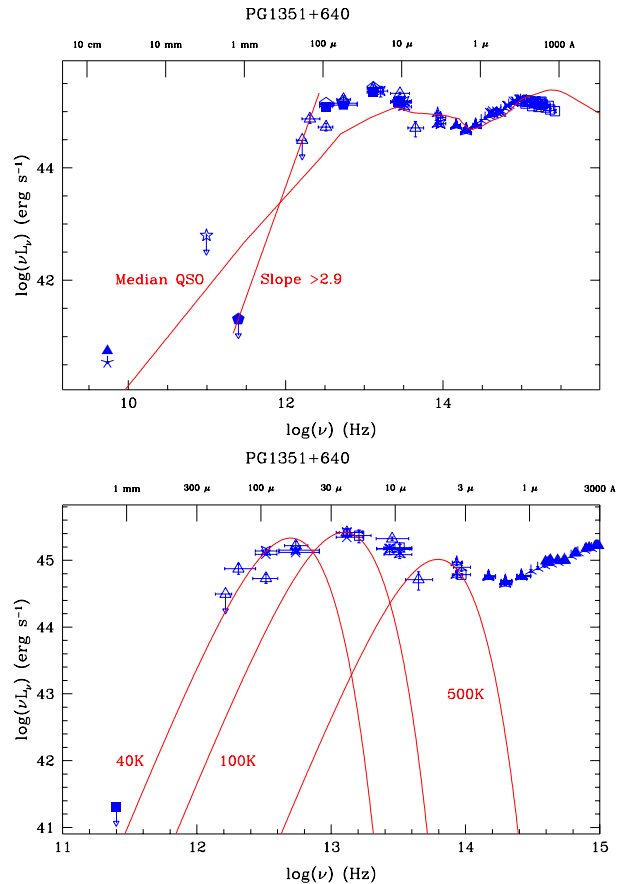 PG1351+640
10 cm 10 mm 1 mm 100 μ 10 μ 1 μ 1000 A
log(νLν) (erg s⁻¹)
44
42
Median QSO
Slope >2.9
10 12 14
log(ν) (Hz)
PG1351+640
1 mm 300 μ 100 μ 30 μ 10 μ 3 μ 1 μ 3000 A
log(νLν) (erg s⁻¹)
45
44
43
42
41
500K
40K
100K
11 12 13 14 15
log(ν) (Hz)